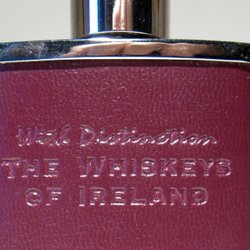 With Distinction
THE WHISKEYS
OF IRELAND